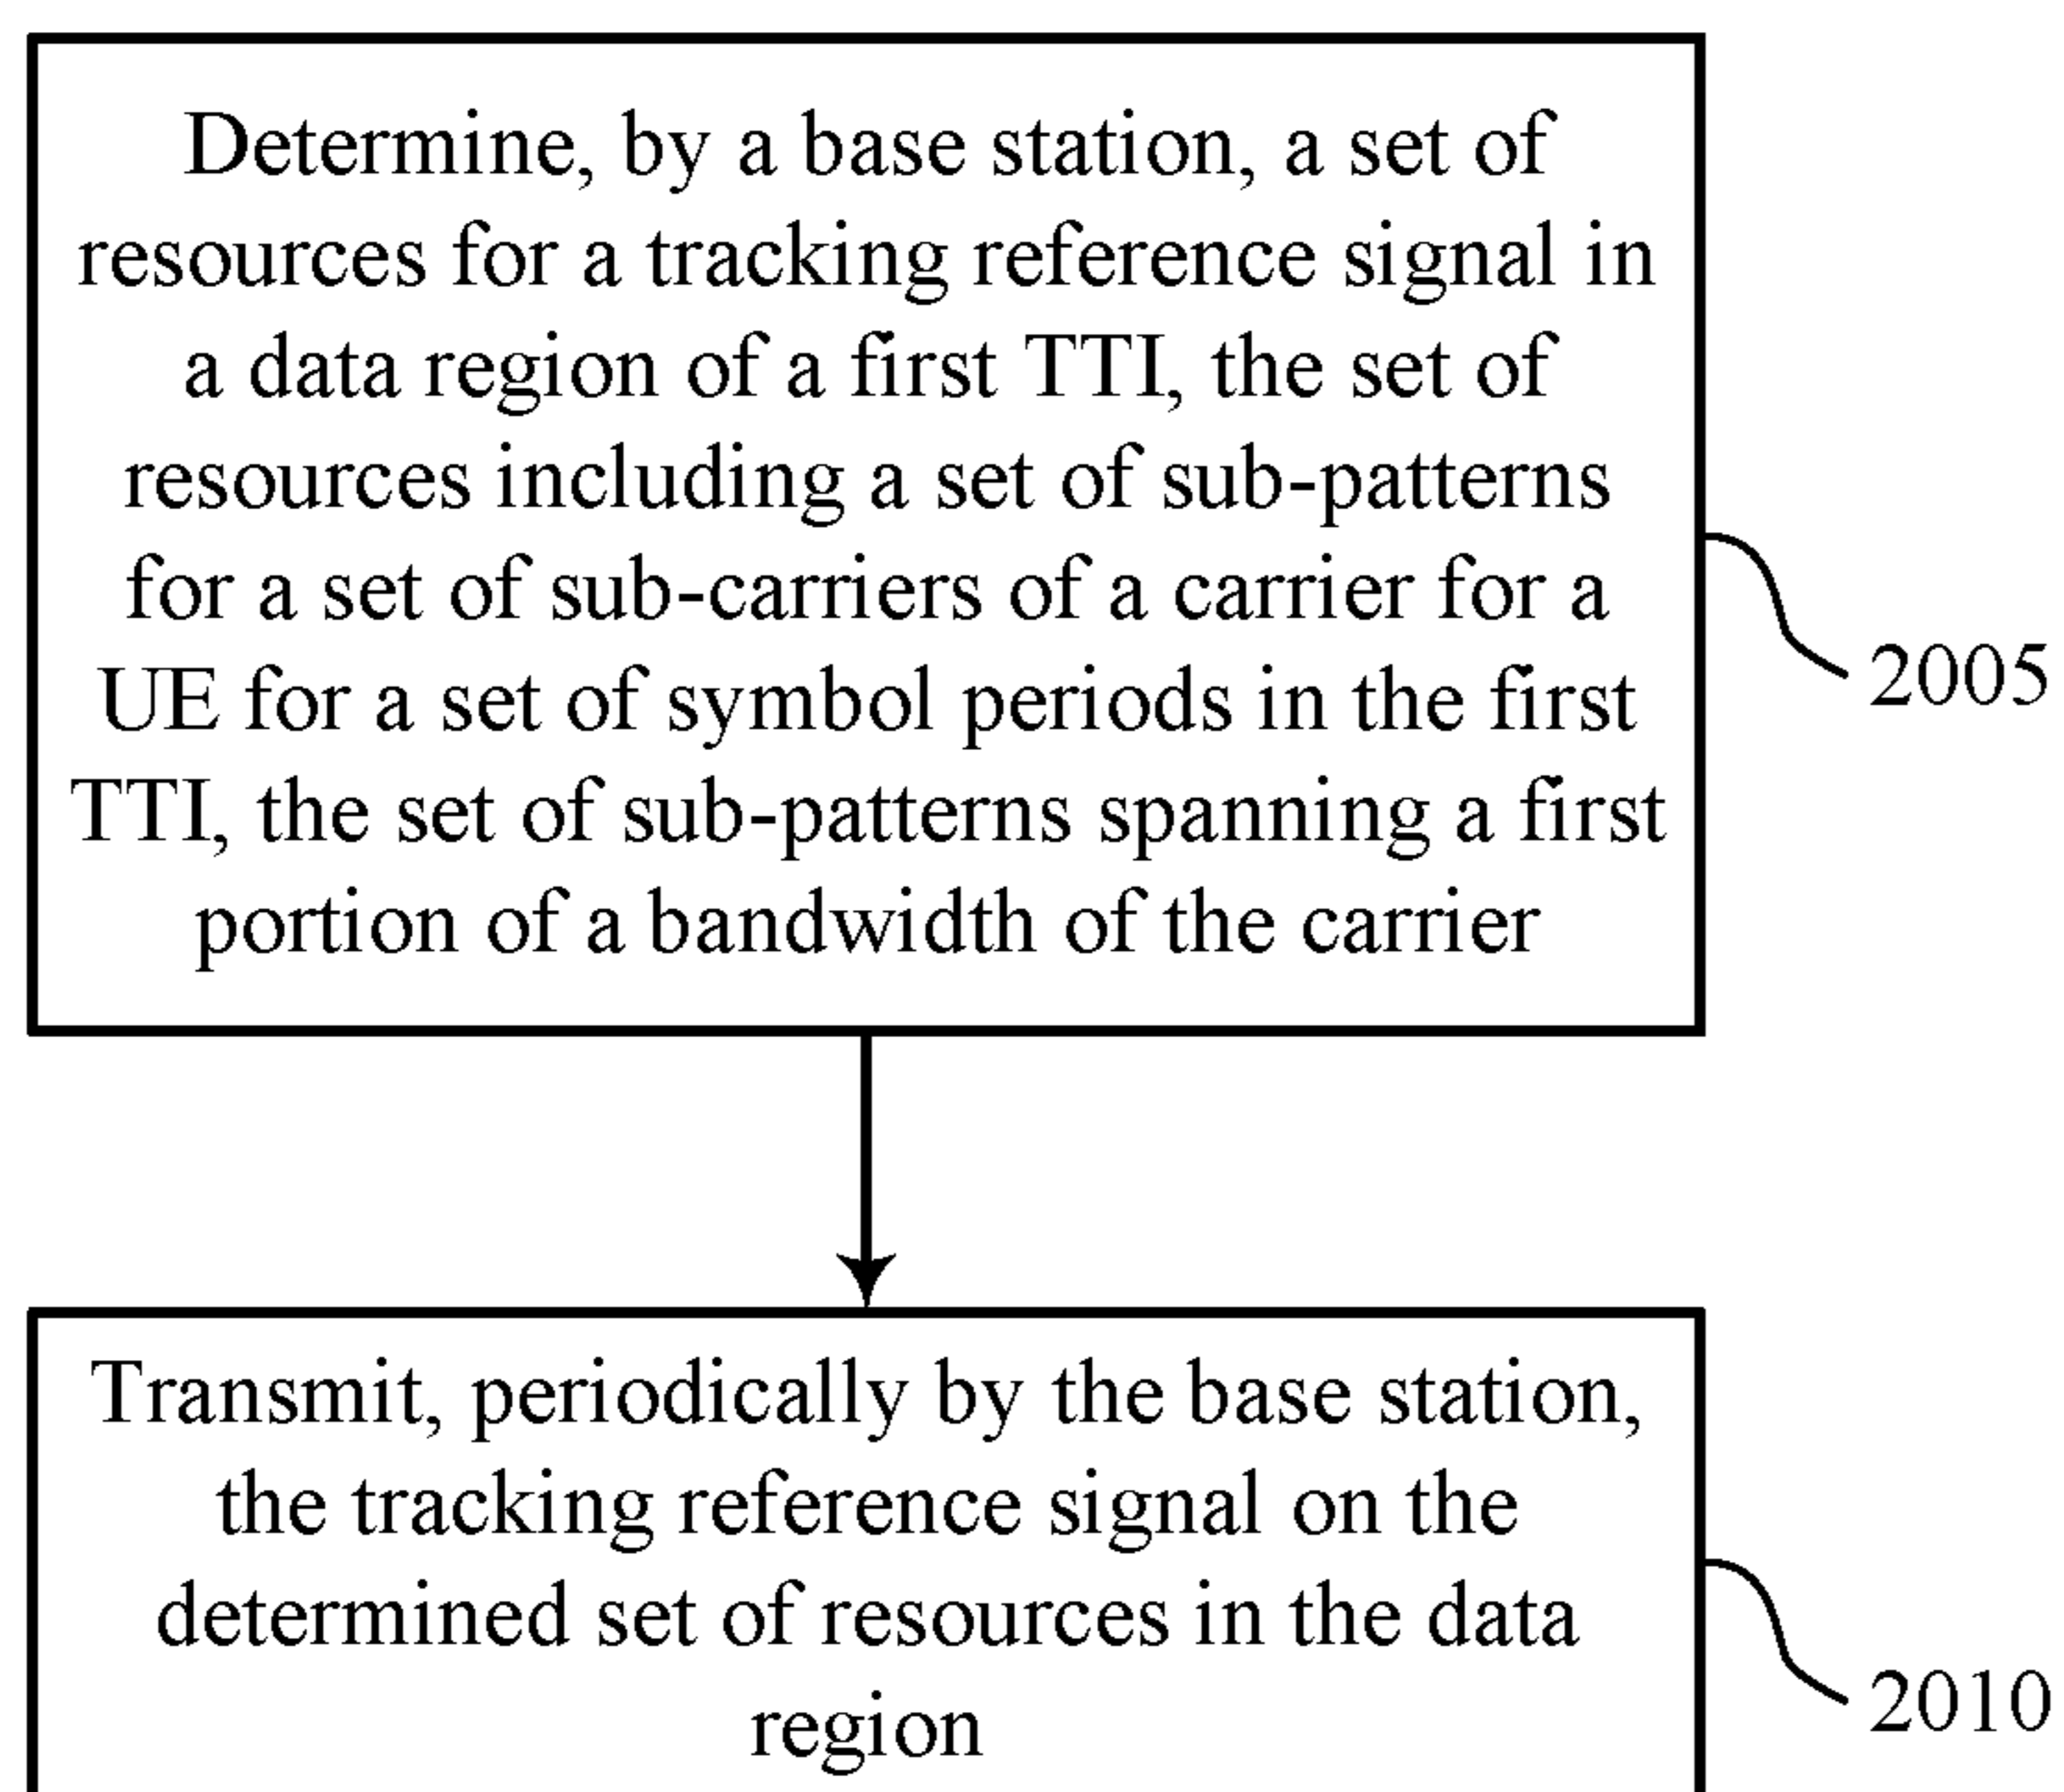 Determine, by a base station, a set of
resources for a tracking reference signal in
a data region of a first TTI, the set of
resources including a set of sub-patterns
for a set of sub-carriers of a carrier for a
UE for a set of symbol periods in the first
TTI, the set of sub-patterns spanning a first
portion of a bandwidth of the carrier
2005
Transmit, periodically by the base station,
the tracking reference signal on the
determined set of resources in the data
region
2010